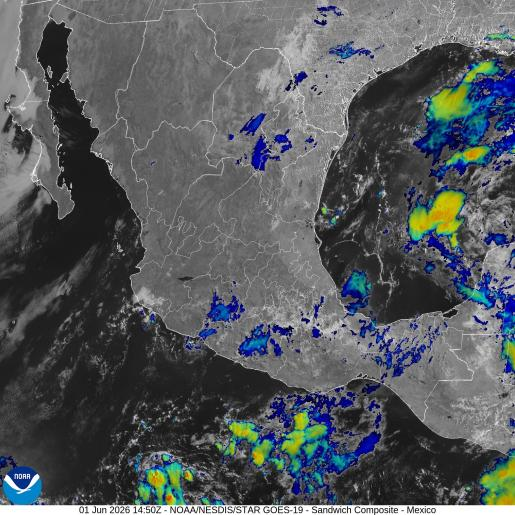 NOAA
01 Jun 2026 14:50Z - NOAA/NESDIS/STAR GOES-19 - Sandwich Composite - Mexico